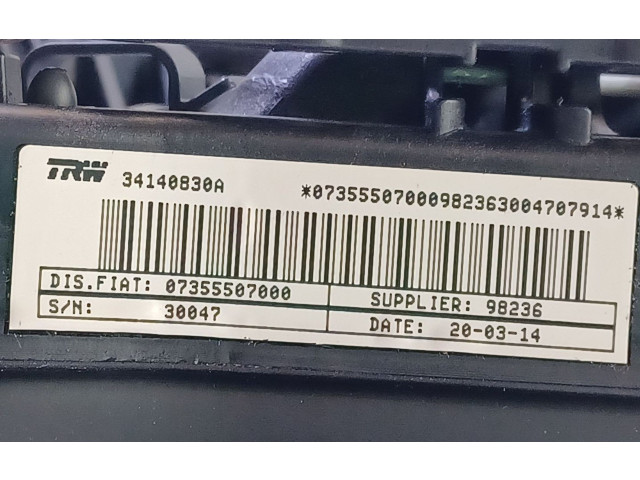 TRW 34140830A *07355507000982363004707914*
DIS.FIAT: 07355507000 SUPPLIER: 98236
S/N: 30047 DATE: 20-03-14